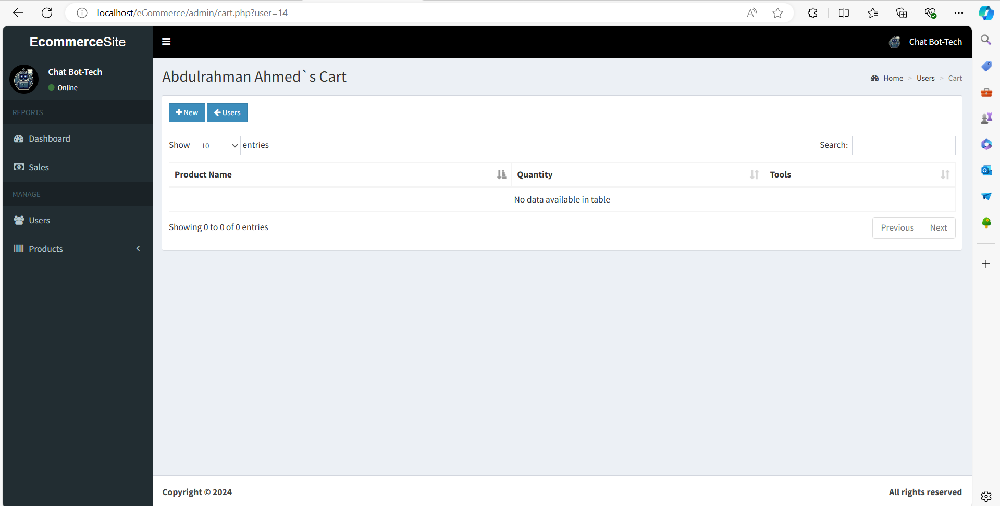 localhost/eCommerce/admin/cart.php?user=14
EcommerceSite
Chat Bot-Tech
Chat Bot-Tech
Online
Abdulrahman Ahmed`s Cart
Home > Users > Cart
REPORTS
New
Users
Dashboard
Show 10 entries
Search:
Sales
Product Name
Quantity
Tools
MANAGE
No data available in table
Users
Showing 0 to 0 of 0 entries
Previous
Next
Products
Copyright © 2024
All rights reserved